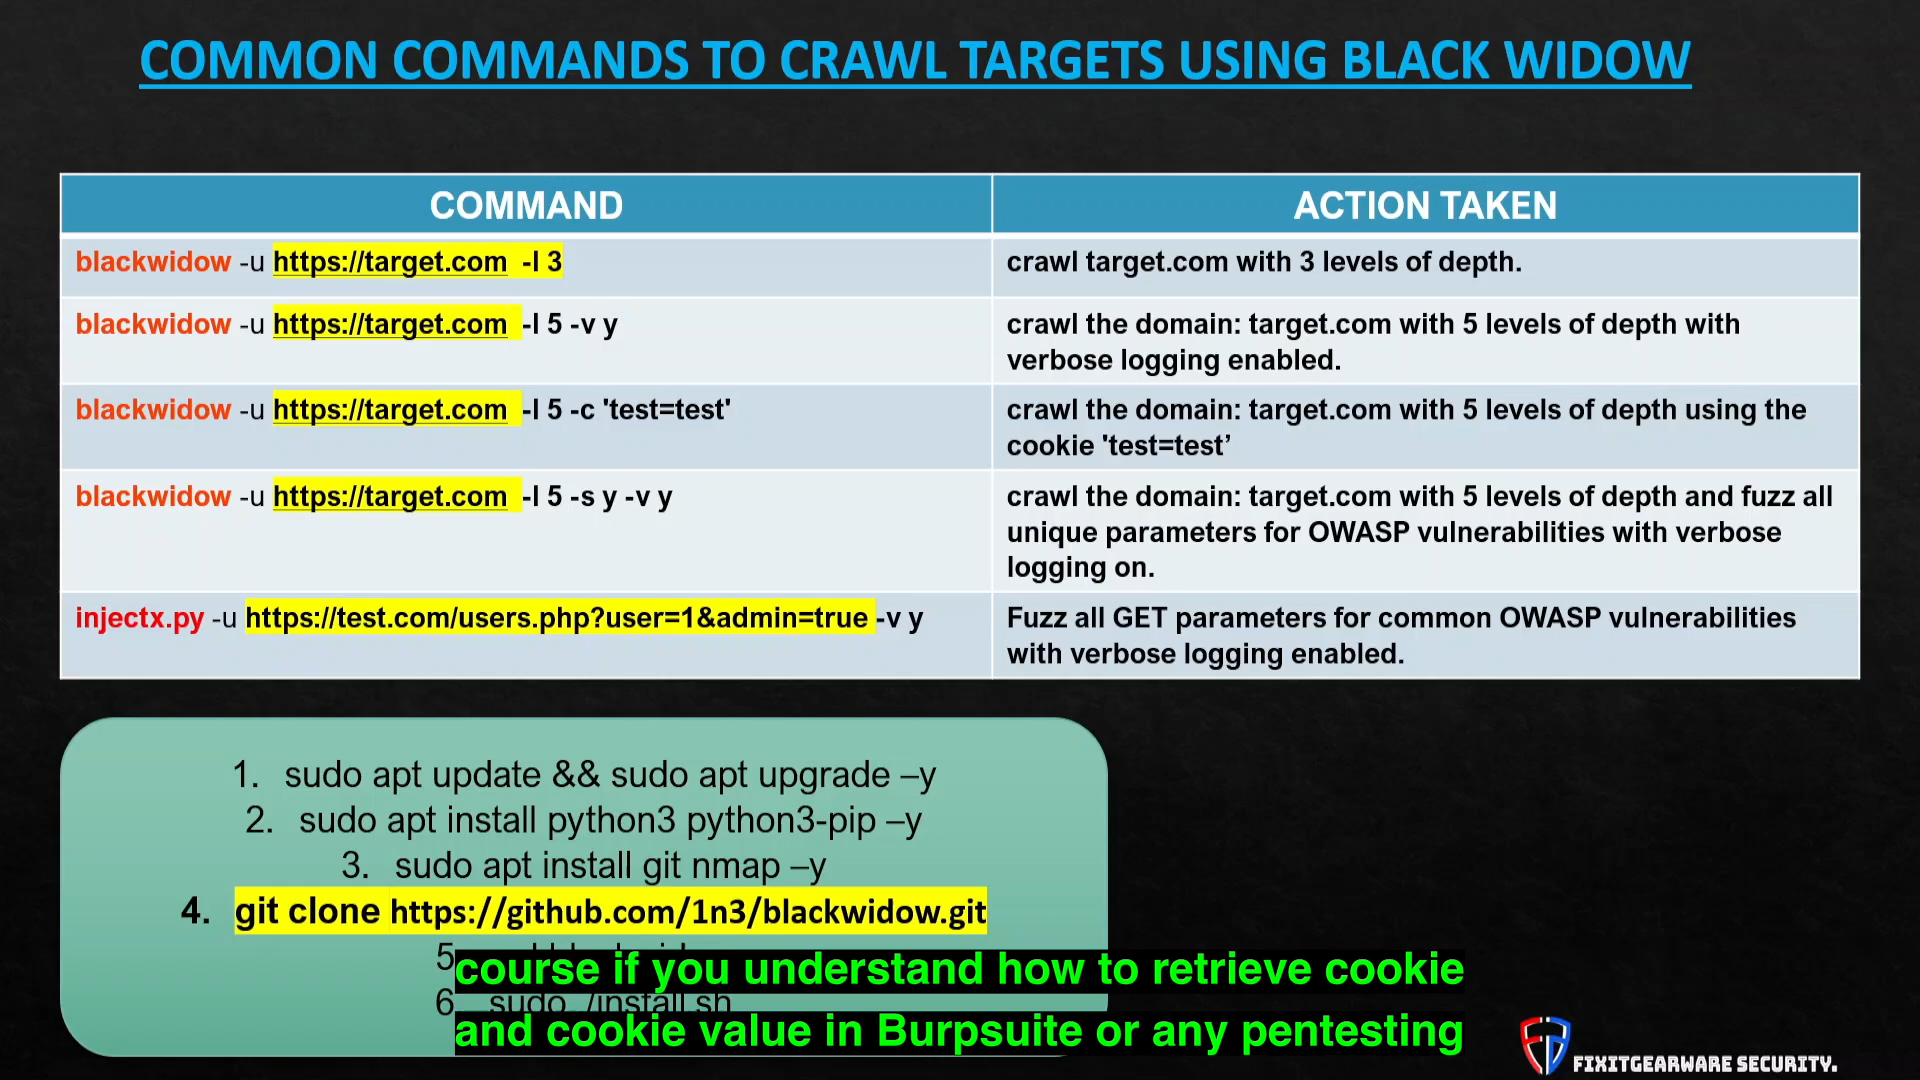 COMMON COMMANDS TO CRAWL TARGETS USING BLACK WIDOW
COMMAND
ACTION TAKEN
blackwidow -u https://target.com -l 3
crawl target.com with 3 levels of depth.
blackwidow -u https://target.com -l 5 -v y
crawl the domain: target.com with 5 levels of depth with
verbose logging enabled.
blackwidow -u https://target.com -l 5 -c 'test=test'
crawl the domain: target.com with 5 levels of depth using the
cookie 'test=test’
blackwidow -u https://target.com -l 5 -s y -v y
crawl the domain: target.com with 5 levels of depth and fuzz all
unique parameters for OWASP vulnerabilities with verbose
logging on.
injectx.py -u https://test.com/users.php?user=1&admin=true -v y
Fuzz all GET parameters for common OWASP vulnerabilities
with verbose logging enabled.
1. sudo apt update && sudo apt upgrade –y
2. sudo apt install python3 python3-pip –y
3. sudo apt install git nmap –y
4. git clone https://github.com/1n3/blackwidow.git
5
6 sudo ./install.sh
course if you understand how to retrieve cookie
and cookie value in Burpsuite or any pentesting
FIXITGEARWARE SECURITY.